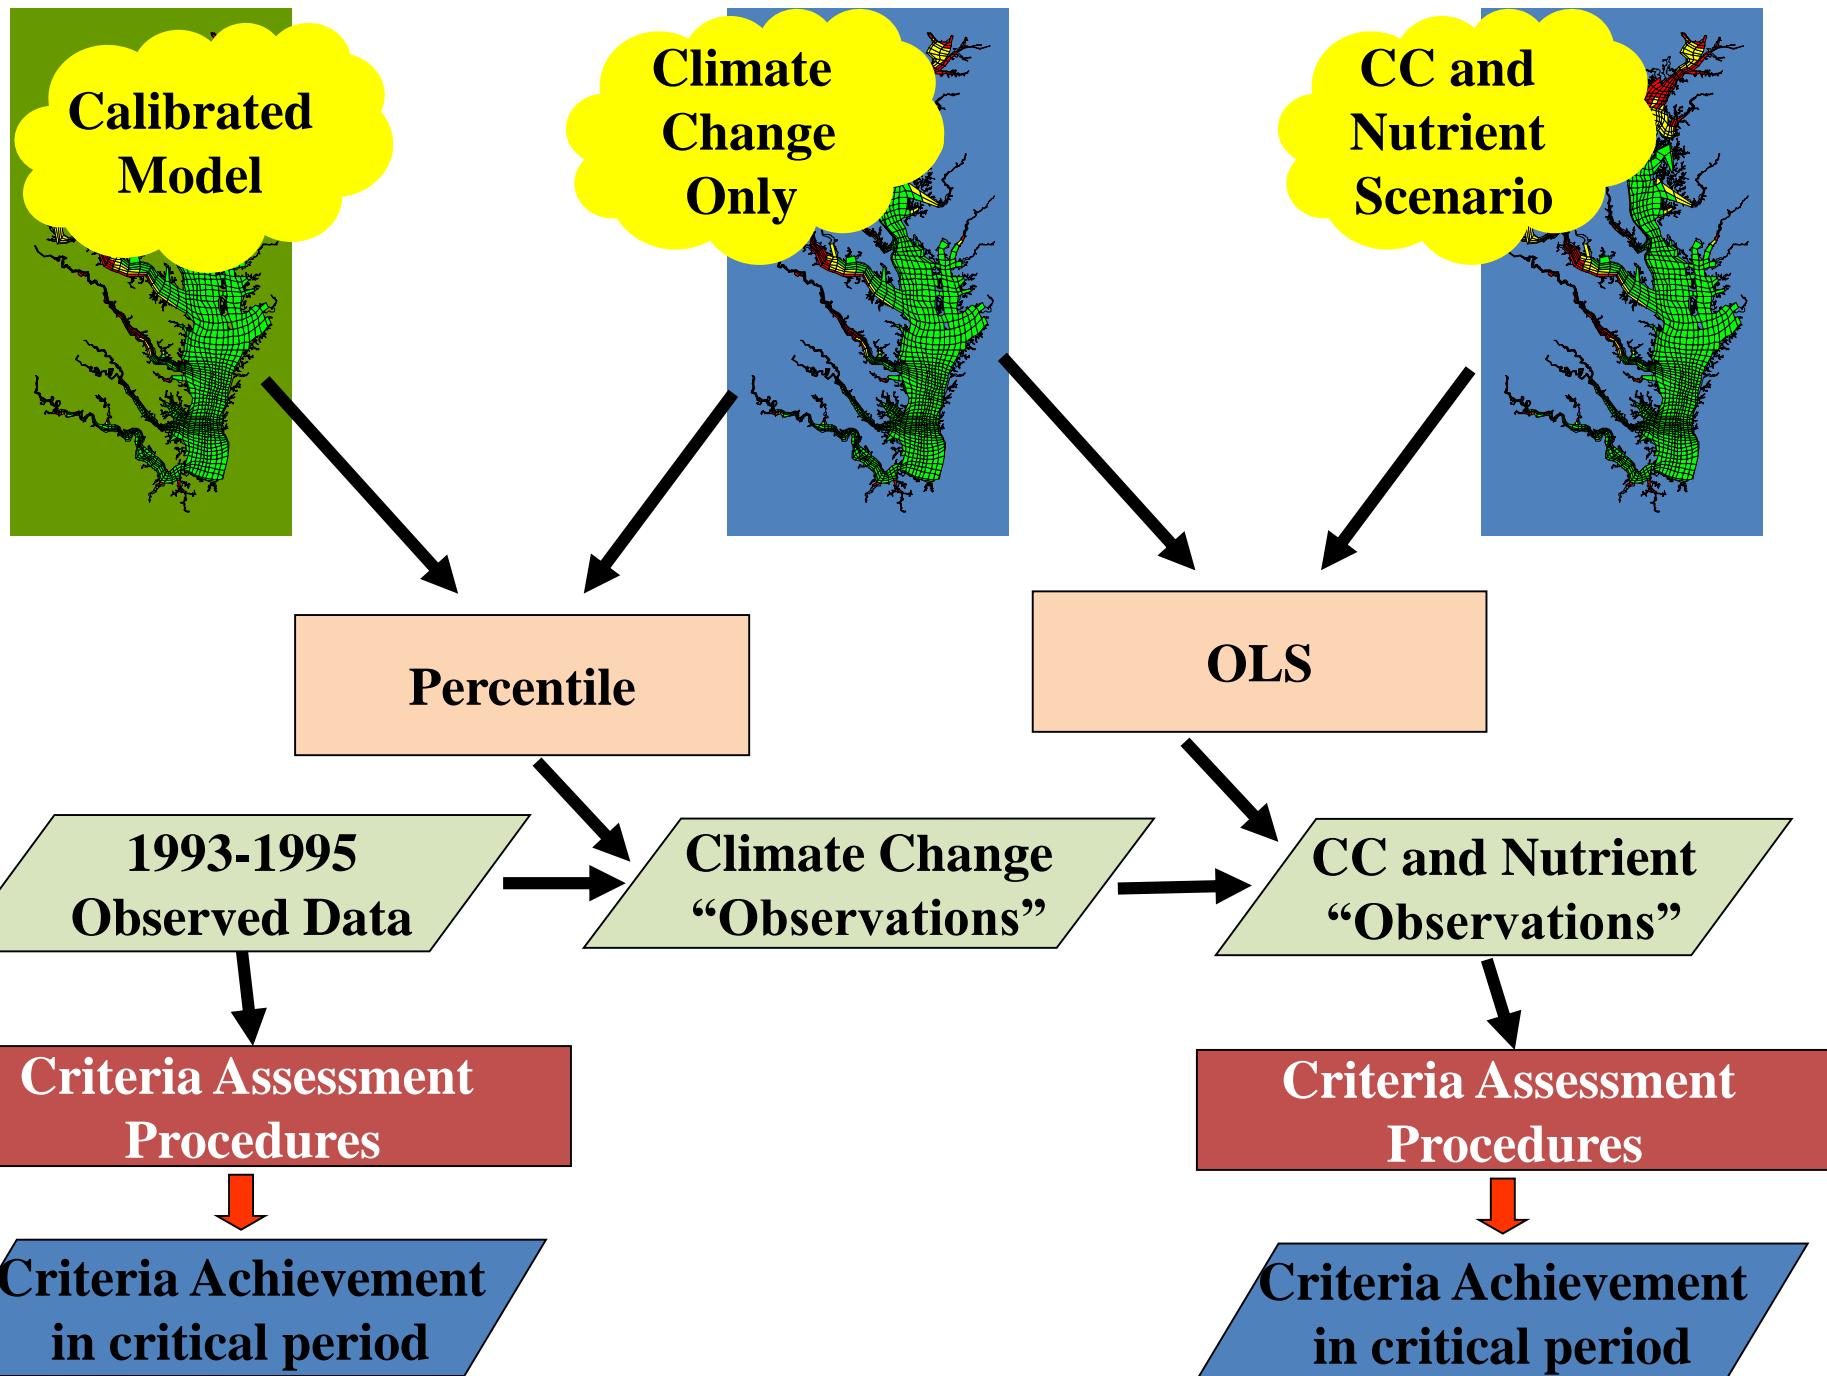 Calibrated
Model
Climate
Change
Only
CC and
Nutrient
Scenario
Percentile
OLS
1993-1995
Observed Data
Climate Change
“Observations”
CC and Nutrient
“Observations”
Criteria Assessment
Procedures
Criteria Assessment
Procedures
Criteria Achievement
in critical period
Criteria Achievement
in critical period